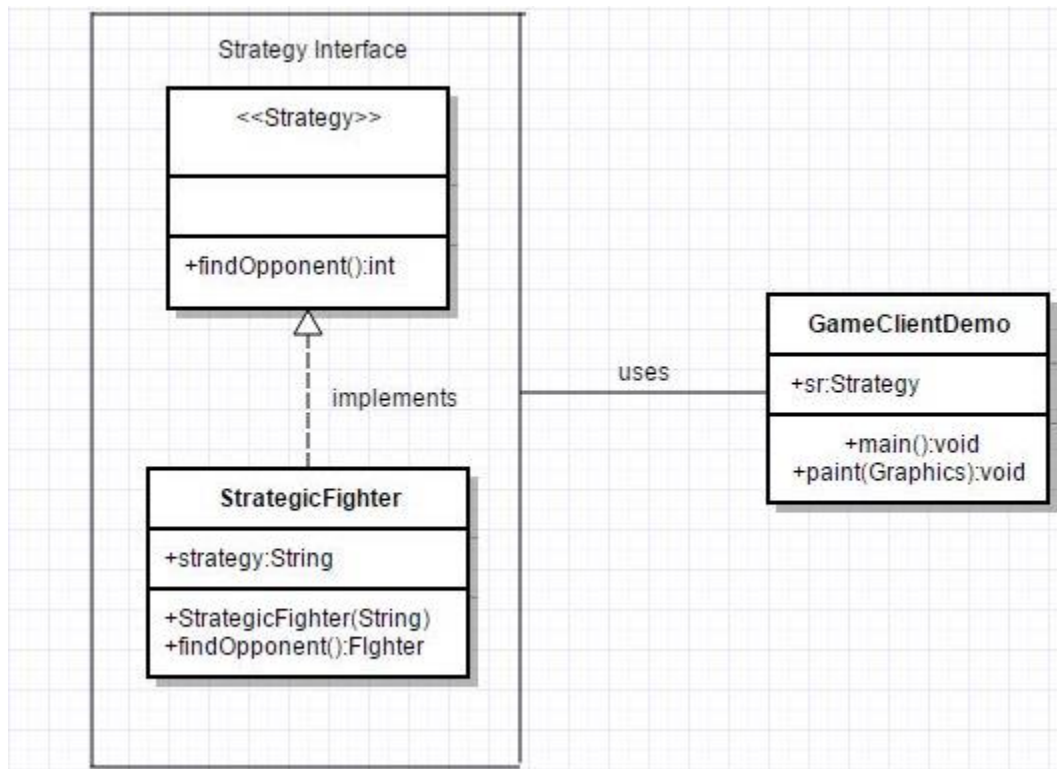 Strategy Interface
<<Strategy>>
+findOpponent():int
implements
StrategicFighter
+strategy:String
+StrategicFighter(String)
+findOpponent():FIghter
uses
GameClientDemo
+sr:Strategy
+main():void
+paint(Graphics):void